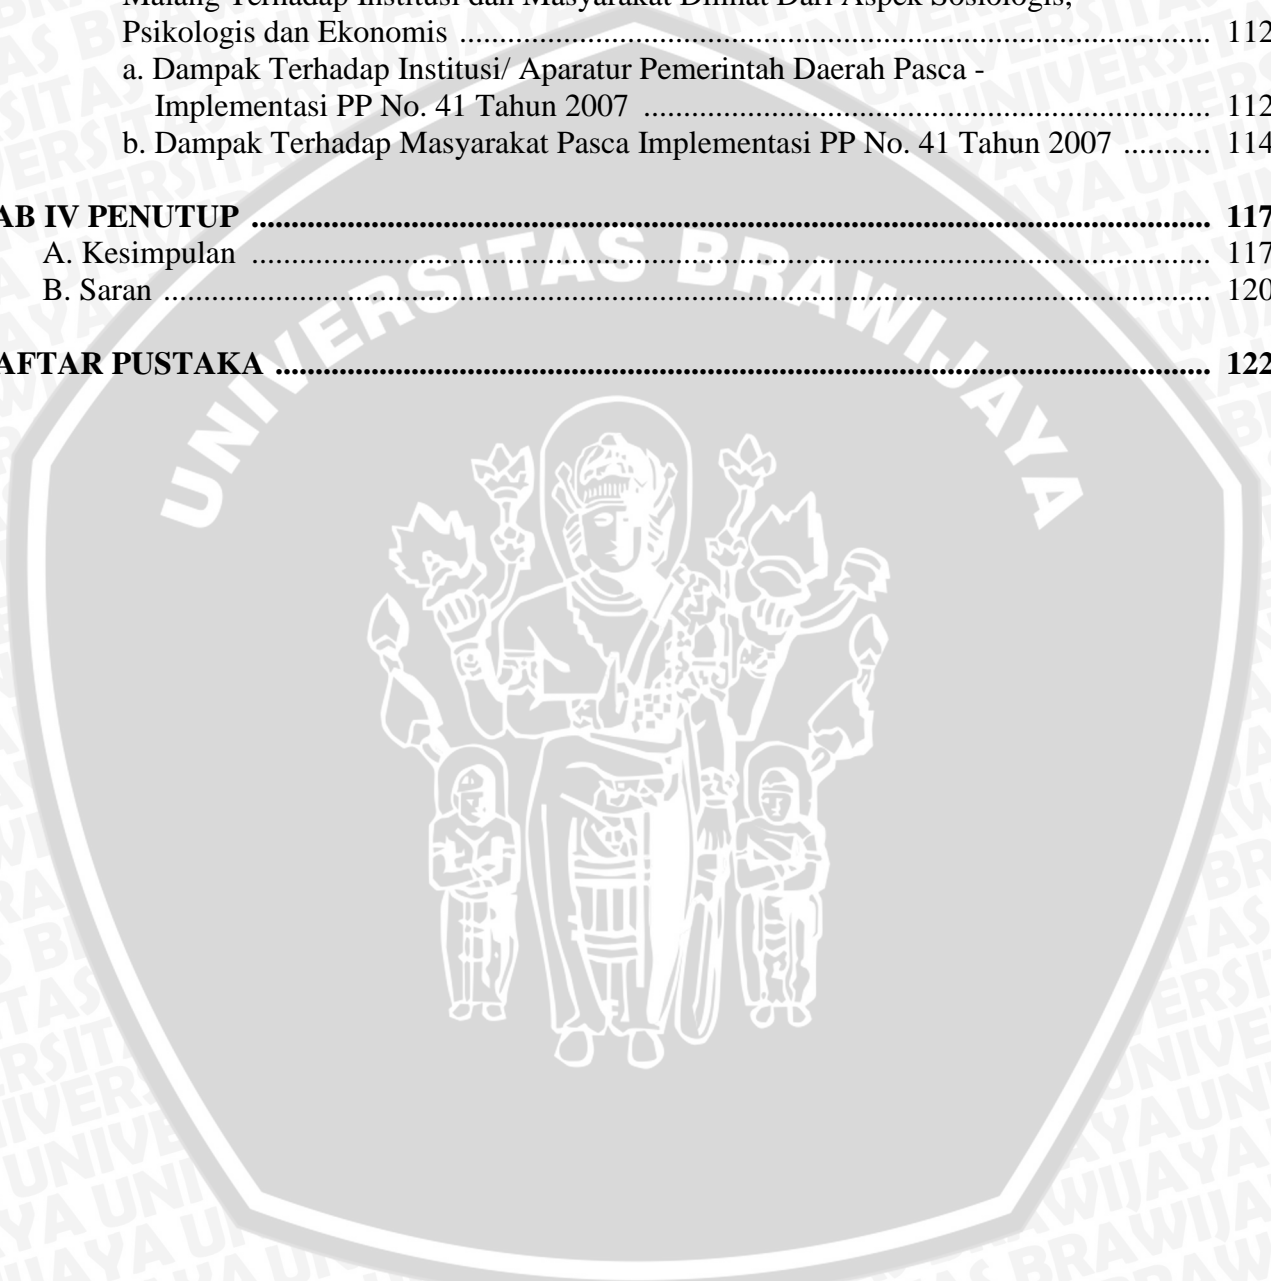 Malang Terhadap Institusi dan Masyarakat Dilihat Dari Aspek Sosiologis,
Psikologis dan Ekonomis ............................................................................ 112
a. Dampak Terhadap Institusi/ Aparatur Pemerintah Daerah Pasca -
Implementasi PP No. 41 Tahun 2007 .......................................................... 112
b. Dampak Terhadap Masyarakat Pasca Implementasi PP No. 41 Tahun 2007 ........... 114
AB IV PENUTUP ................................................................................................. 117
A. Kesimpulan ................................................................................................. 117
B. Saran .......................................................................................................... 120
AFTAR PUSTAKA ............................................................................................... 122
UNIVERSITAS BRAWIJAYA